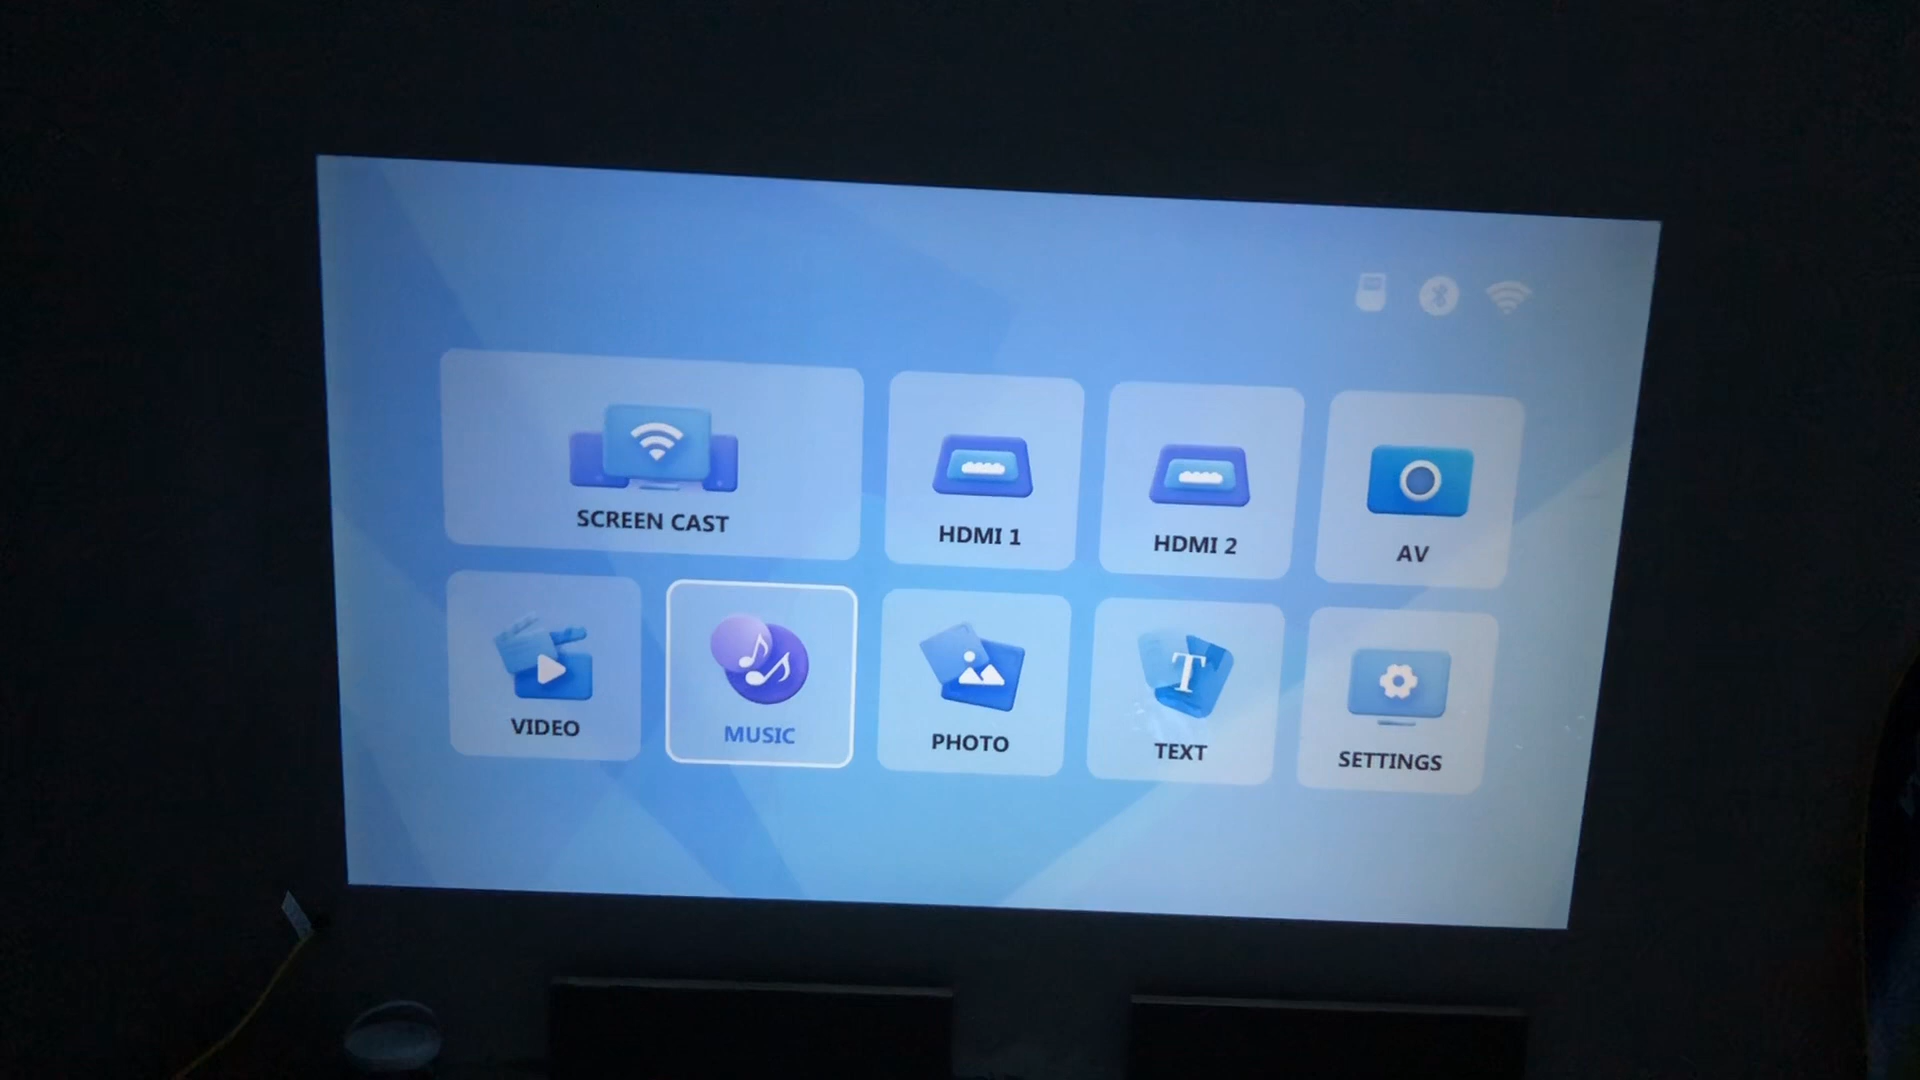 SCREEN CAST
HDMI 1
HDMI 2
AV
VIDEO
MUSIC
PHOTO
T
TEXT
SETTINGS